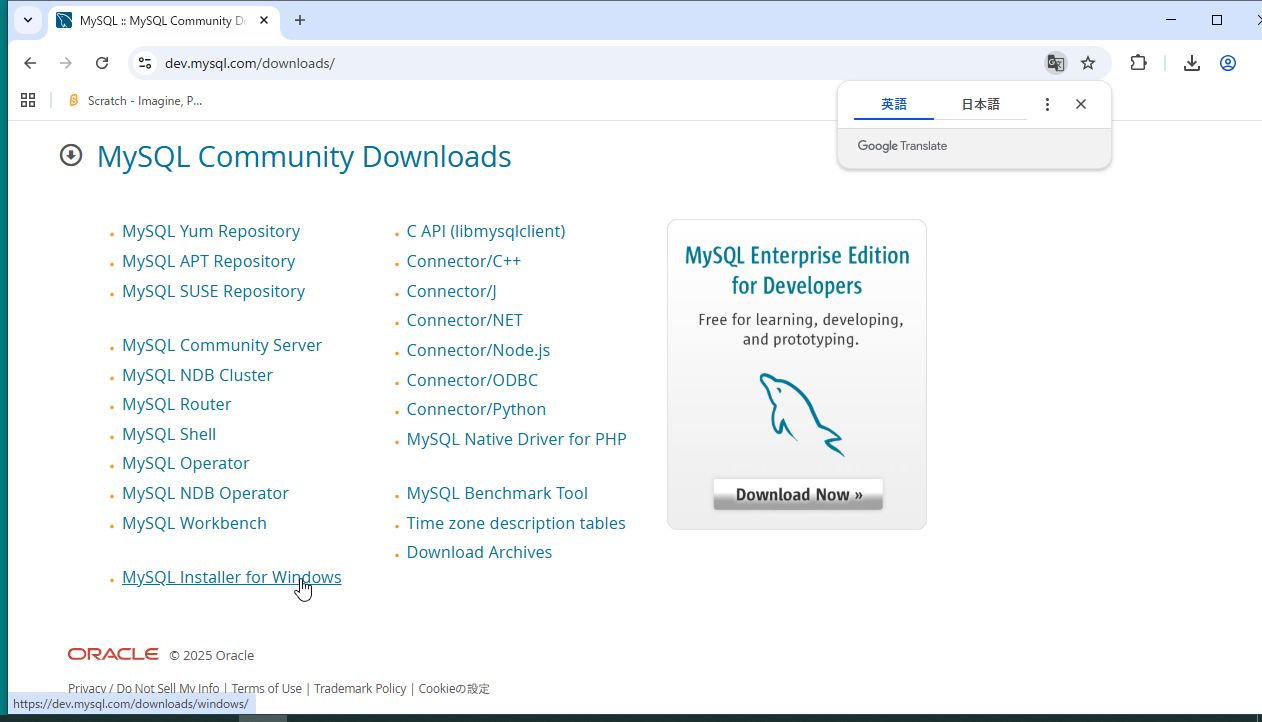 MySQL :: MySQL Community D
dev.mysql.com/downloads/
Scratch - Imagine, P...
英語 日本語
Google Translate
MySQL Community Downloads
MySQL Yum Repository
MySQL APT Repository
MySQL SUSE Repository
MySQL Community Server
MySQL NDB Cluster
MySQL Router
MySQL Shell
MySQL Operator
MySQL NDB Operator
MySQL Workbench
MySQL Installer for Windows
C API (libmysqlclient)
Connector/C++
Connector/J
Connector/NET
Connector/Node.js
Connector/ODBC
Connector/Python
MySQL Native Driver for PHP
MySQL Benchmark Tool
Time zone description tables
Download Archives
MySQL Enterprise Edition
for Developers
Free for learning, developing,
and prototyping.
Download Now »
ORACLE © 2025 Oracle
Privacy / Do Not Sell My Info | Terms of Use | Trademark Policy | Cookieの設定
https://dev.mysql.com/downloads/windows/